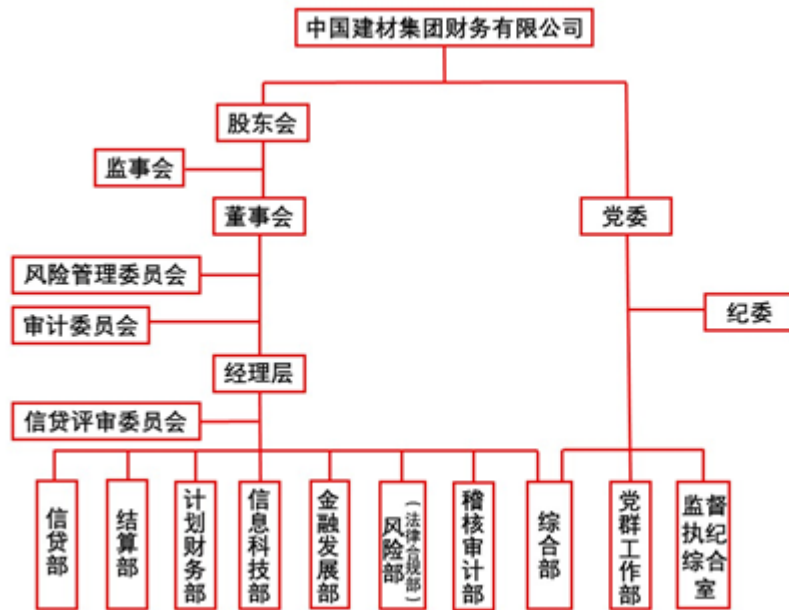 中国建材集团财务有限公司
股东会
监事会
董事会
党委
风险管理委员会
纪委
审计委员会
经理层
信贷评审委员会
信贷部
结算部
计划财务部
信息科技部
金融发展部
风险部
(法律合规部)
稽核审计部
综合部
党群工作部
监督执纪综合室